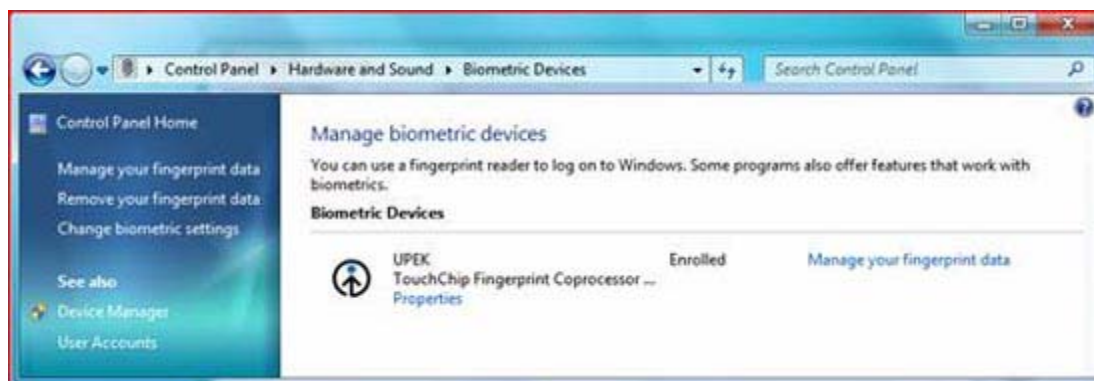 Control Panel ▸ Hardware and Sound ▸ Biometric Devices
Search Control Panel
Control Panel Home
Manage your fingerprint data
Remove your fingerprint data
Change biometric settings
See also
Device Manager
User Accounts
Manage biometric devices
You can use a fingerprint reader to log on to Windows. Some programs also offer features that work with
biometrics.
Biometric Devices
UPEK Enrolled Manage your fingerprint data
TouchChip Fingerprint Coprocessor ...
Properties